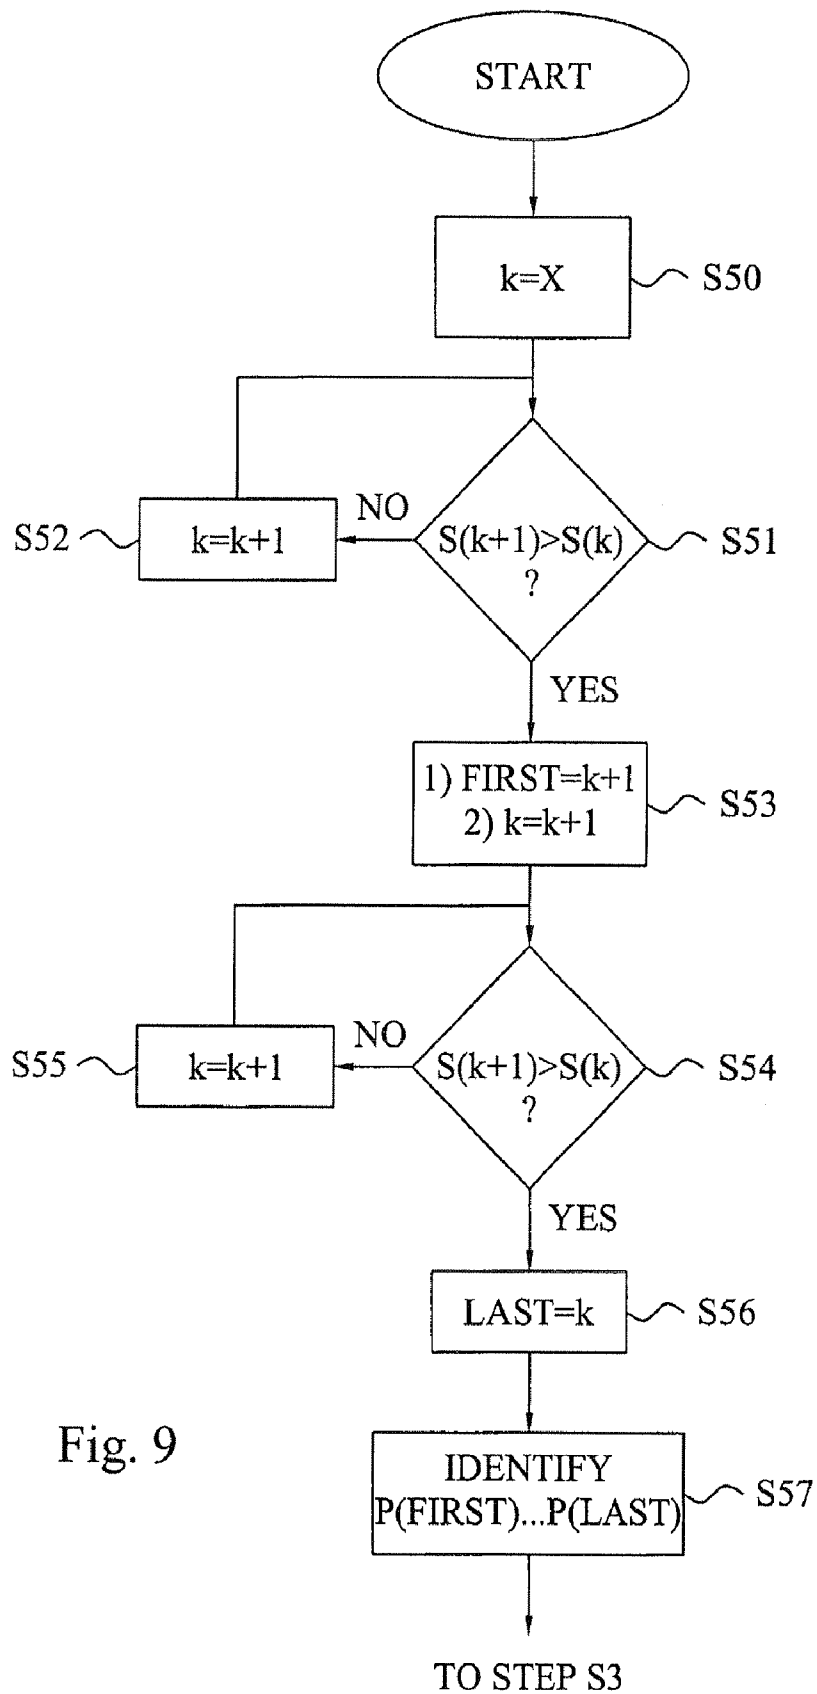 START
k=X
S50
NO
S52
k=k+1
S(k+1)>S(k)
?
S51
YES
1) FIRST=k+1
2) k=k+1
S53
NO
S55
k=k+1
S(k+1)>S(k)
?
S54
YES
LAST=k
S56
Fig. 9
IDENTIFY
P(FIRST)...P(LAST)
S57
TO STEP S3